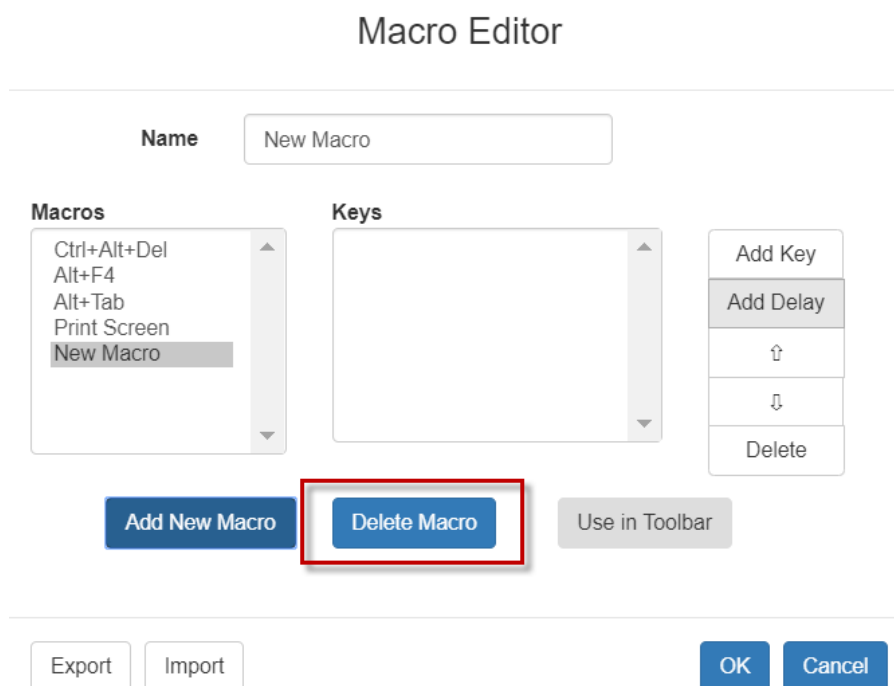 Macro Editor
Name
New Macro
Macros
Keys
Ctrl+Alt+Del
Alt+F4
Alt+Tab
Print Screen
New Macro
Add Key
Add Delay
⇧
⇩
Delete
Add New Macro
Delete Macro
Use in Toolbar
Export
Import
OK
Cancel